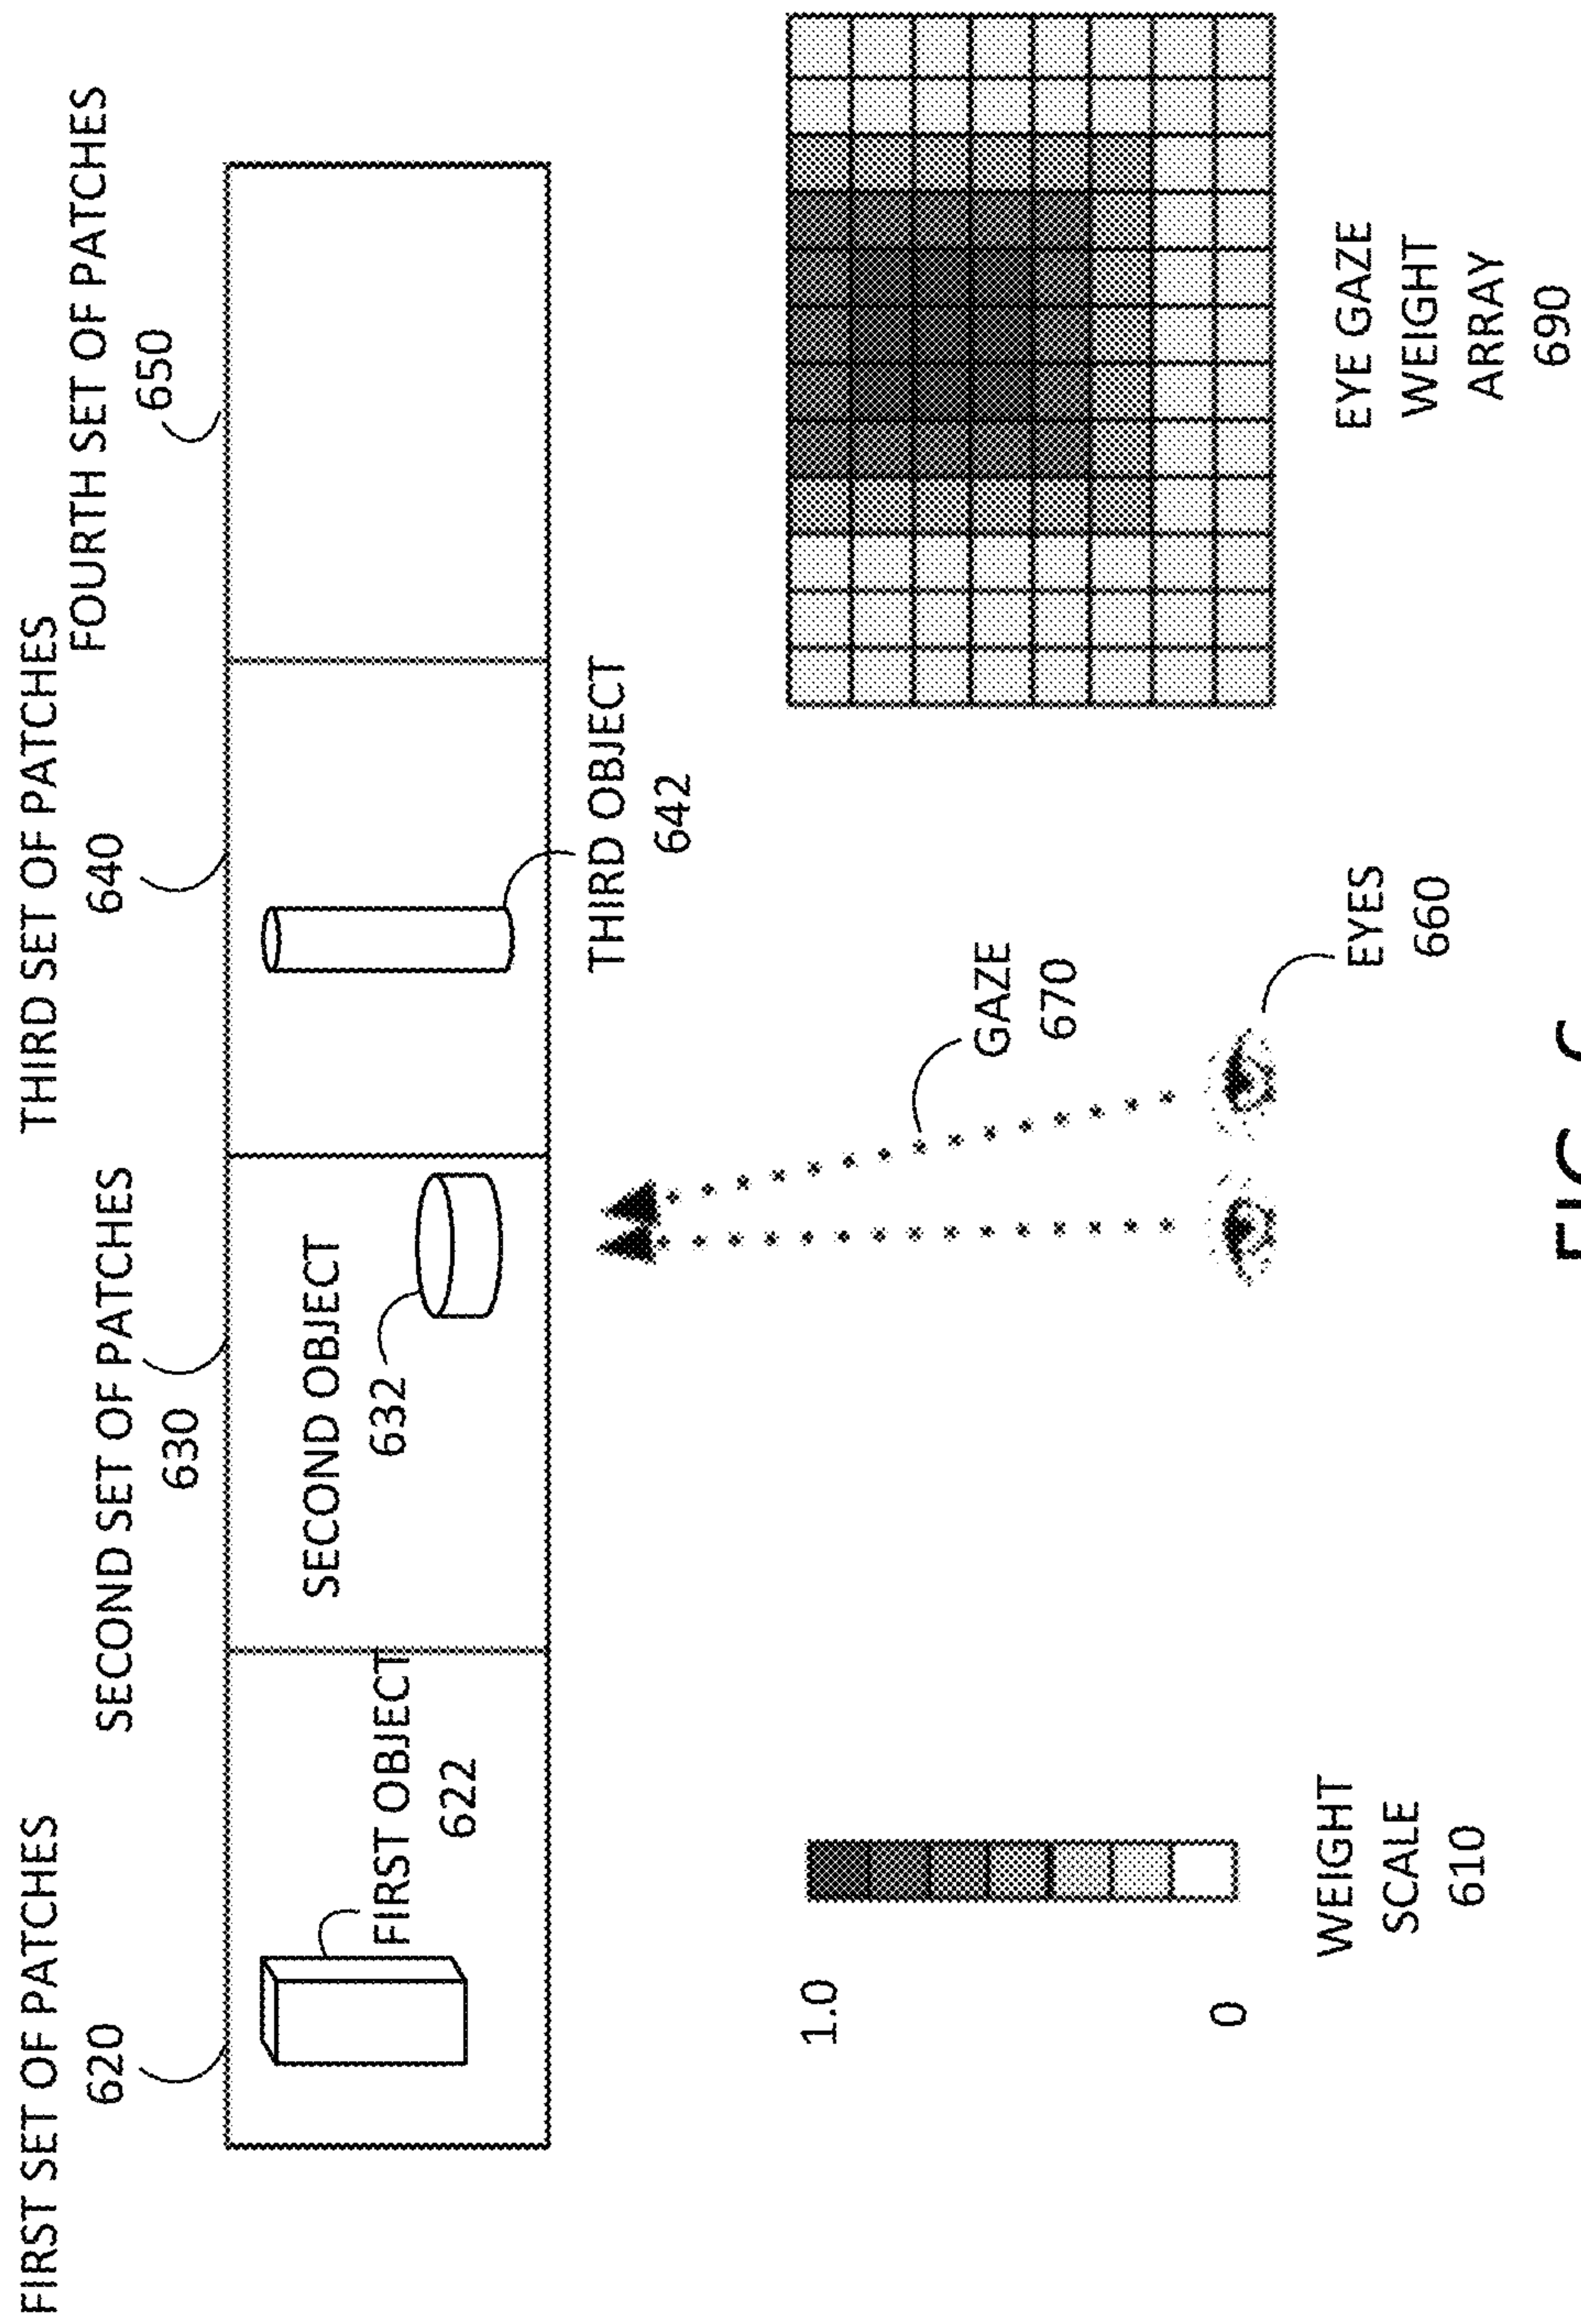 FIRST SET OF PATCHES
620
SECOND SET OF PATCHES
630
THIRD SET OF PATCHES
640
FOURTH SET OF PATCHES
650
FIRST OBJECT
622
SECOND OBJECT
632
THIRD OBJECT
642
1.0
0
WEIGHT
SCALE
610
GAZE
670
EYES
660
EYE GAZE
WEIGHT
ARRAY
690